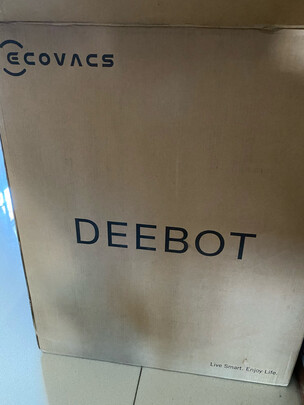 ECOVACS
DEEBOT
Live Smart. Enjoy Life.